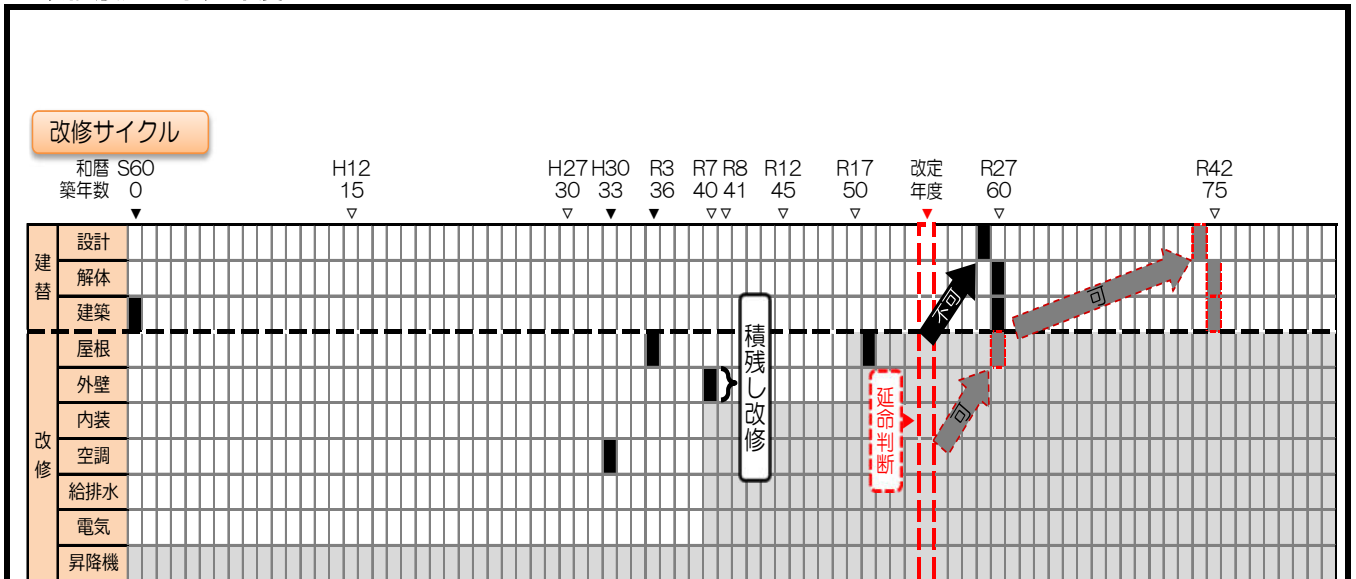 改修サイクル
和暦 S60 H12 H27 H30 R3 R7 R8 R12 R17 改定 R27 R42
築年数 0 15 30 33 36 40 41 45 50 年度 60 75
▼ ▽ ▽ ▼ ▼ ▽ ▽ ▽ ▽ ▼ ▽ ▽
建替
設計
解体
建築
改修
屋根
外壁
内装
空調
給排水
電気
昇降機
}
積残し改修
延命判断
不可
可
可